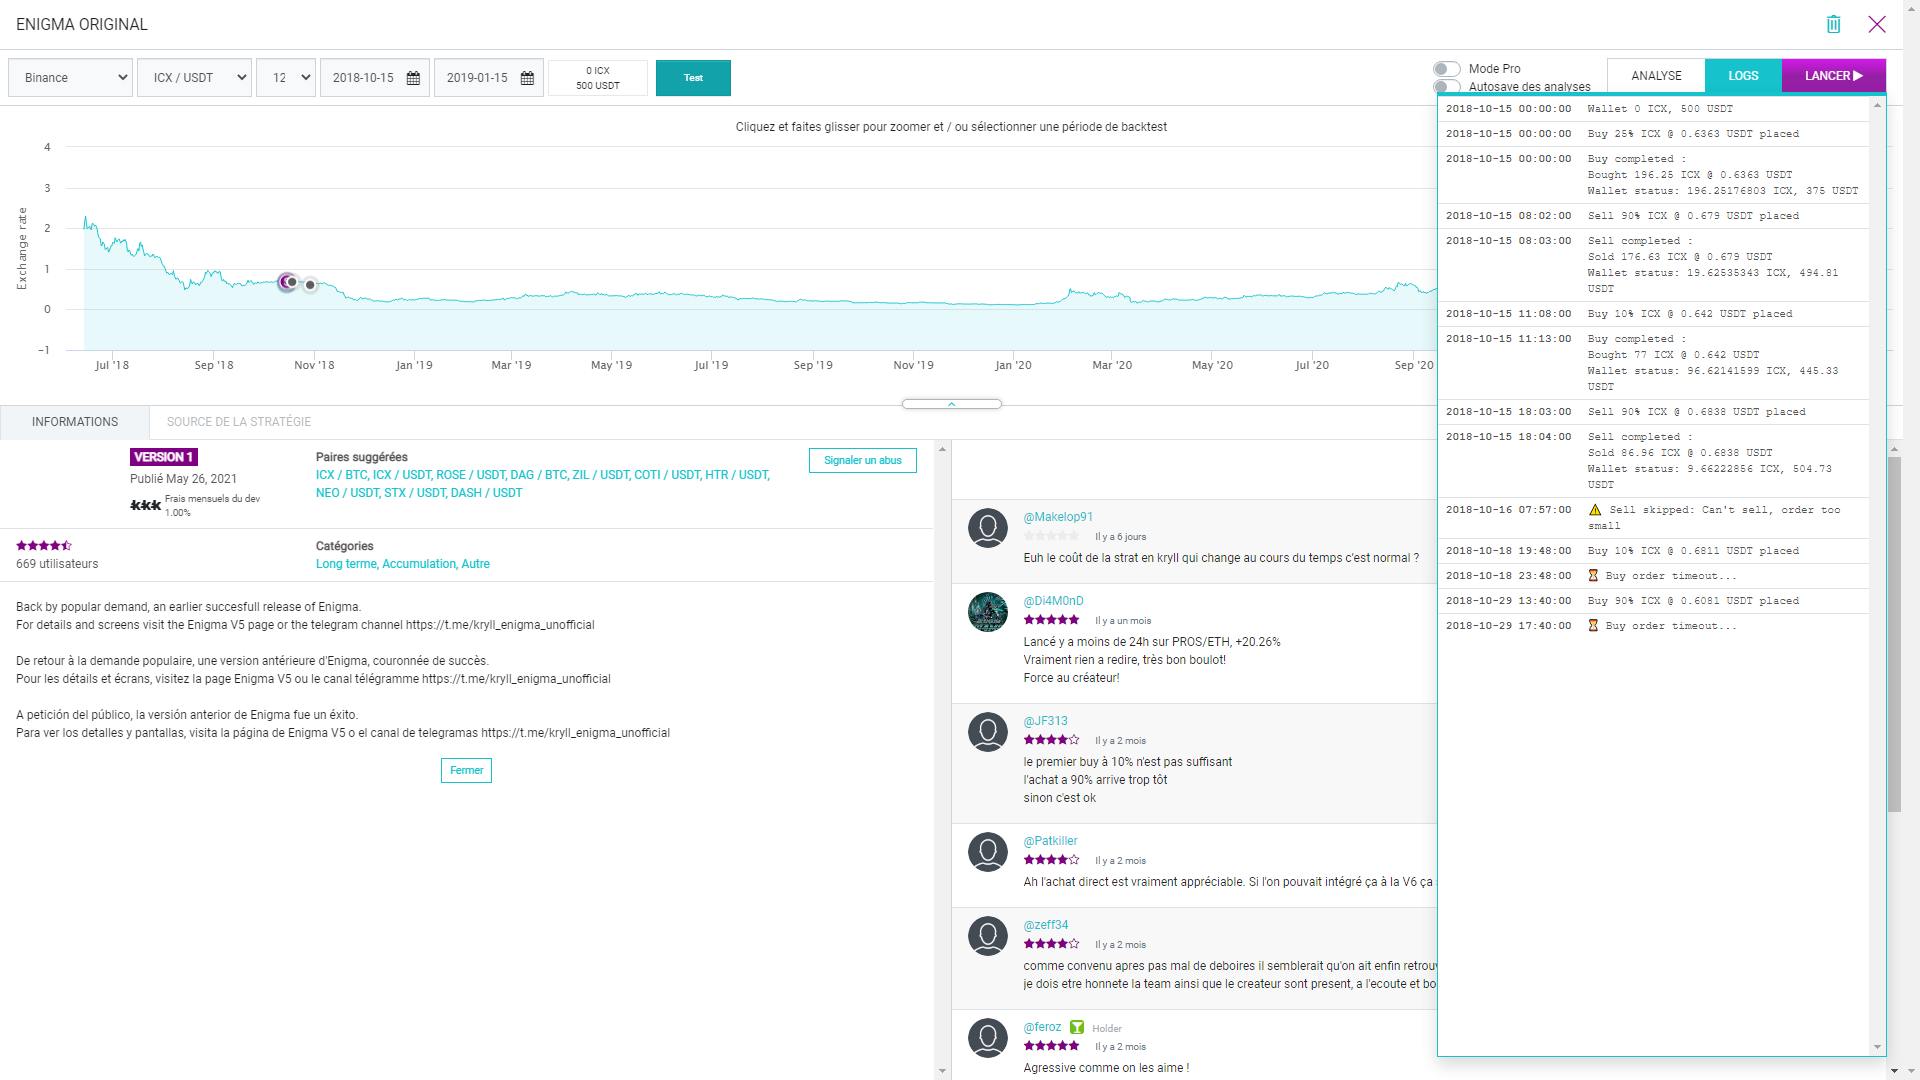 ENIGMA ORIGINAL
Binance
ICX / USDT
12
2018-10-15
2019-01-15
0 ICX
500 USDT
Test
Mode Pro
Autosave des analyses
ANALYSE
LOGS
LANCER
Cliquez et faites glisser pour zoomer et / ou sélectionner une période de backtest
Exchange rate
4
3
2
1
0
-1
Jul '18
Sep '18
Nov '18
Jan '19
Mar '19
May '19
Jul '19
Sep '19
Nov '19
Jan '20
Mar '20
May '20
Jul '20
Sep '20
2018-10-15 00:00:00 Wallet 0 ICX, 500 USDT
2018-10-15 00:00:00 Buy 25% ICX @ 0.6363 USDT placed
2018-10-15 00:00:00 Buy completed :
Bought 196.25 ICX @ 0.6363 USDT
Wallet status: 196.25176803 ICX, 375 USDT
2018-10-15 08:02:00 Sell 90% ICX @ 0.679 USDT placed
2018-10-15 08:03:00 Sell completed :
Sold 176.63 ICX @ 0.679 USDT
Wallet status: 19.62535343 ICX, 494.81
USDT
2018-10-15 11:08:00 Buy 10% ICX @ 0.642 USDT placed
2018-10-15 11:13:00 Buy completed :
Bought 77 ICX @ 0.642 USDT
Wallet status: 96.62141599 ICX, 445.33
USDT
2018-10-15 18:03:00 Sell 90% ICX @ 0.6838 USDT placed
2018-10-15 18:04:00 Sell completed :
Sold 86.96 ICX @ 0.6838 USDT
Wallet status: 9.66222856 ICX, 504.73
USDT
2018-10-16 07:57:00 Sell skipped: Can't sell, order too
small
2018-10-18 19:48:00 Buy 10% ICX @ 0.6811 USDT placed
2018-10-18 23:48:00 Buy order timeout...
2018-10-29 13:40:00 Buy 90% ICX @ 0.6081 USDT placed
2018-10-29 17:40:00 Buy order timeout...
INFORMATIONS
SOURCE DE LA STRATÉGIE
VERSION 1
Publié May 26, 2021
Frais mensuels du dev
1.00%
Paires suggérées
ICX / BTC, ICX / USDT, ROSE / USDT, DAG / BTC, ZIL / USDT, COTI / USDT, HTR / USDT,
NEO / USDT, STX / USDT, DASH / USDT
Signaler un abus
669 utilisateurs
Catégories
Long terme, Accumulation, Autre
Back by popular demand, an earlier succesfull release of Enigma.
For details and screens visit the Enigma V5 page or the telegram channel https://t.me/kryll_enigma_unofficial
De retour à la demande populaire, une version antérieure d'Enigma, couronnée de succès.
Pour les détails et écrans, visitez la page Enigma V5 ou le canal télégramme https://t.me/kryll_enigma_unofficial
A petición del público, la versión anterior de Enigma fue un éxito.
Para ver los detalles y pantallas, visita la página de Enigma V5 o el canal de telegramas https://t.me/kryll_enigma_unofficial
Fermer
@Makelop91
Il y a 6 jours
Euh le coût de la strat en kryll qui change au cours du temps c'est normal ?
@Di4M0nD
Il y a un mois
Lancé y a moins de 24h sur PROS/ETH, +20.26%
Vraiment rien a redire, très bon boulot!
Force au créateur!
@JF313
Il y a 2 mois
le premier buy à 10% n'est pas suffisant
l'achat a 90% arrive trop tôt
sinon c'est ok
@Patkiller
Il y a 2 mois
Ah l'achat direct est vraiment appréciable. Si l'on pouvait intégré ça à la V6 ça
@zeff34
Il y a 2 mois
comme convenu apres pas mal de deboires il semblerait qu'on ait enfin retrouv
je dois etre honnete la team ainsi que le createur sont present, a l'ecoute et bo
@feroz Holder
Il y a 2 mois
Agressive comme on les aime !